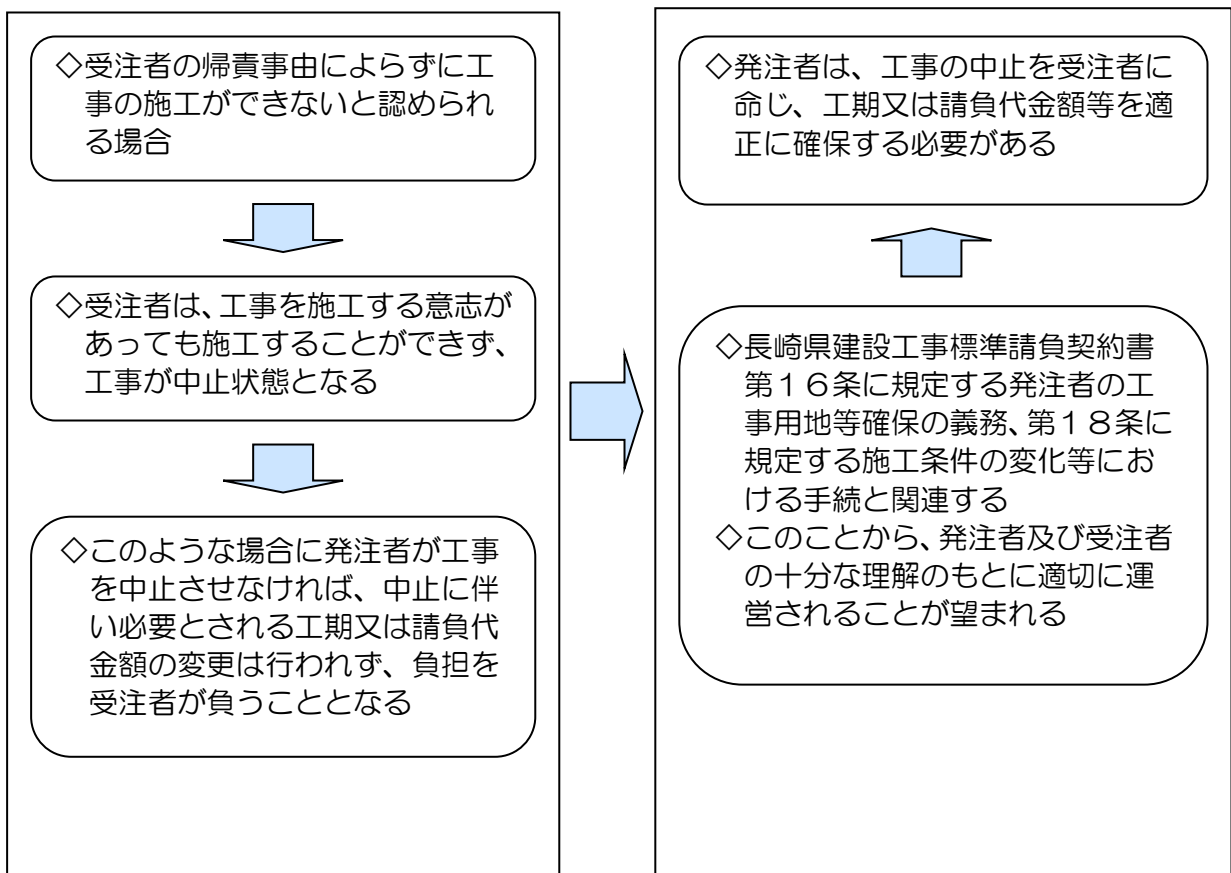 ◇受注者の帰責事由によらずに工
事の施工ができないと認められ
る場合
◇受注者は、工事を施工する意志が
あっても施工することができず、
工事が中止状態となる
◇このような場合に発注者が工事
を中止させなければ、中止に伴
い必要とされる工期又は請負代
金額の変更は行われず、負担を
受注者が負うこととなる
◇発注者は、工事の中止を受注者に
命じ、工期又は請負代金額等を適
正に確保する必要がある
◇長崎県建設工事標準請負契約書
第１６条に規定する発注者の工
事用地等確保の義務、第１８条に
規定する施工条件の変化等にお
ける手続と関連する
◇このことから、発注者及び受注者
の十分な理解のもとに適切に運
営されることが望まれる